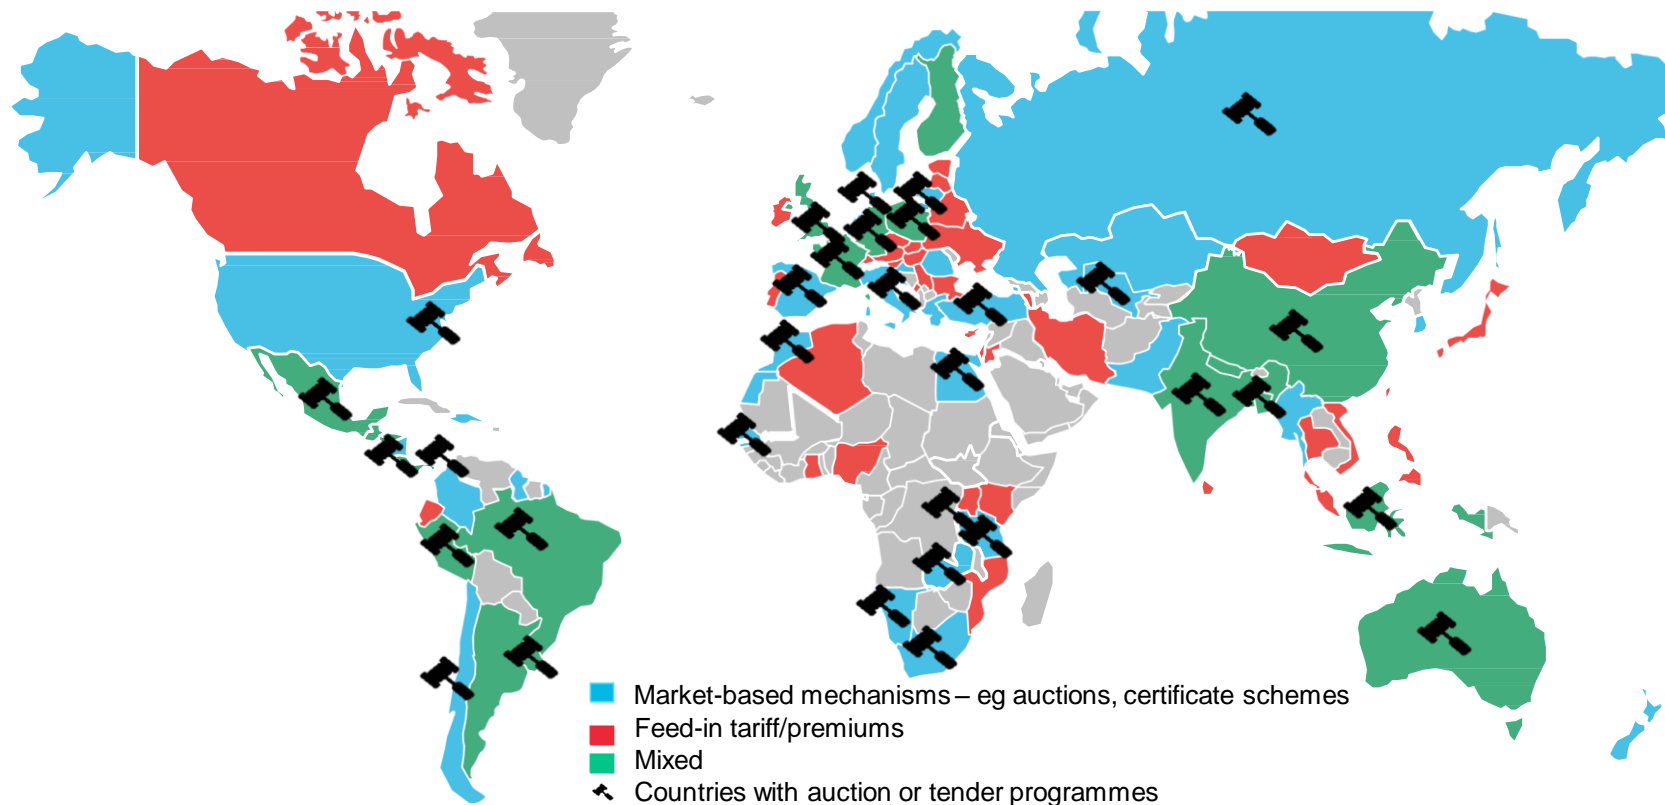 Market-based mechanisms – eg auctions, certificate schemes
Feed-in tariff/premiums
Mixed
Countries with auction or tender programmes